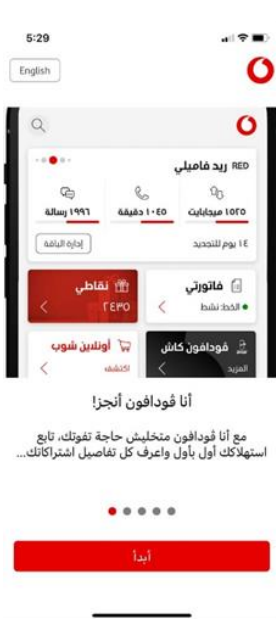 5:29
English
RED ريد فاميلي
١٥٢٥ ميجابايت
١٠٤٥ دقيقة
١٩٩٦ رسالة
١٤ يوم للتجديد
إدارة الباقة
فاتورتي
الخط: نشط
نقاطي
٢٤٣٥
ڤودافون كاش
المزيد
أونلاين شوب
اكتشف
أنا ڤودافون أنجز!
مع أنا ڤودافون متخليش حاجة تفوتك، تابع
استهلاكك أول بأول واعرف كل تفاصيل اشتراكاتك...
أبدأ